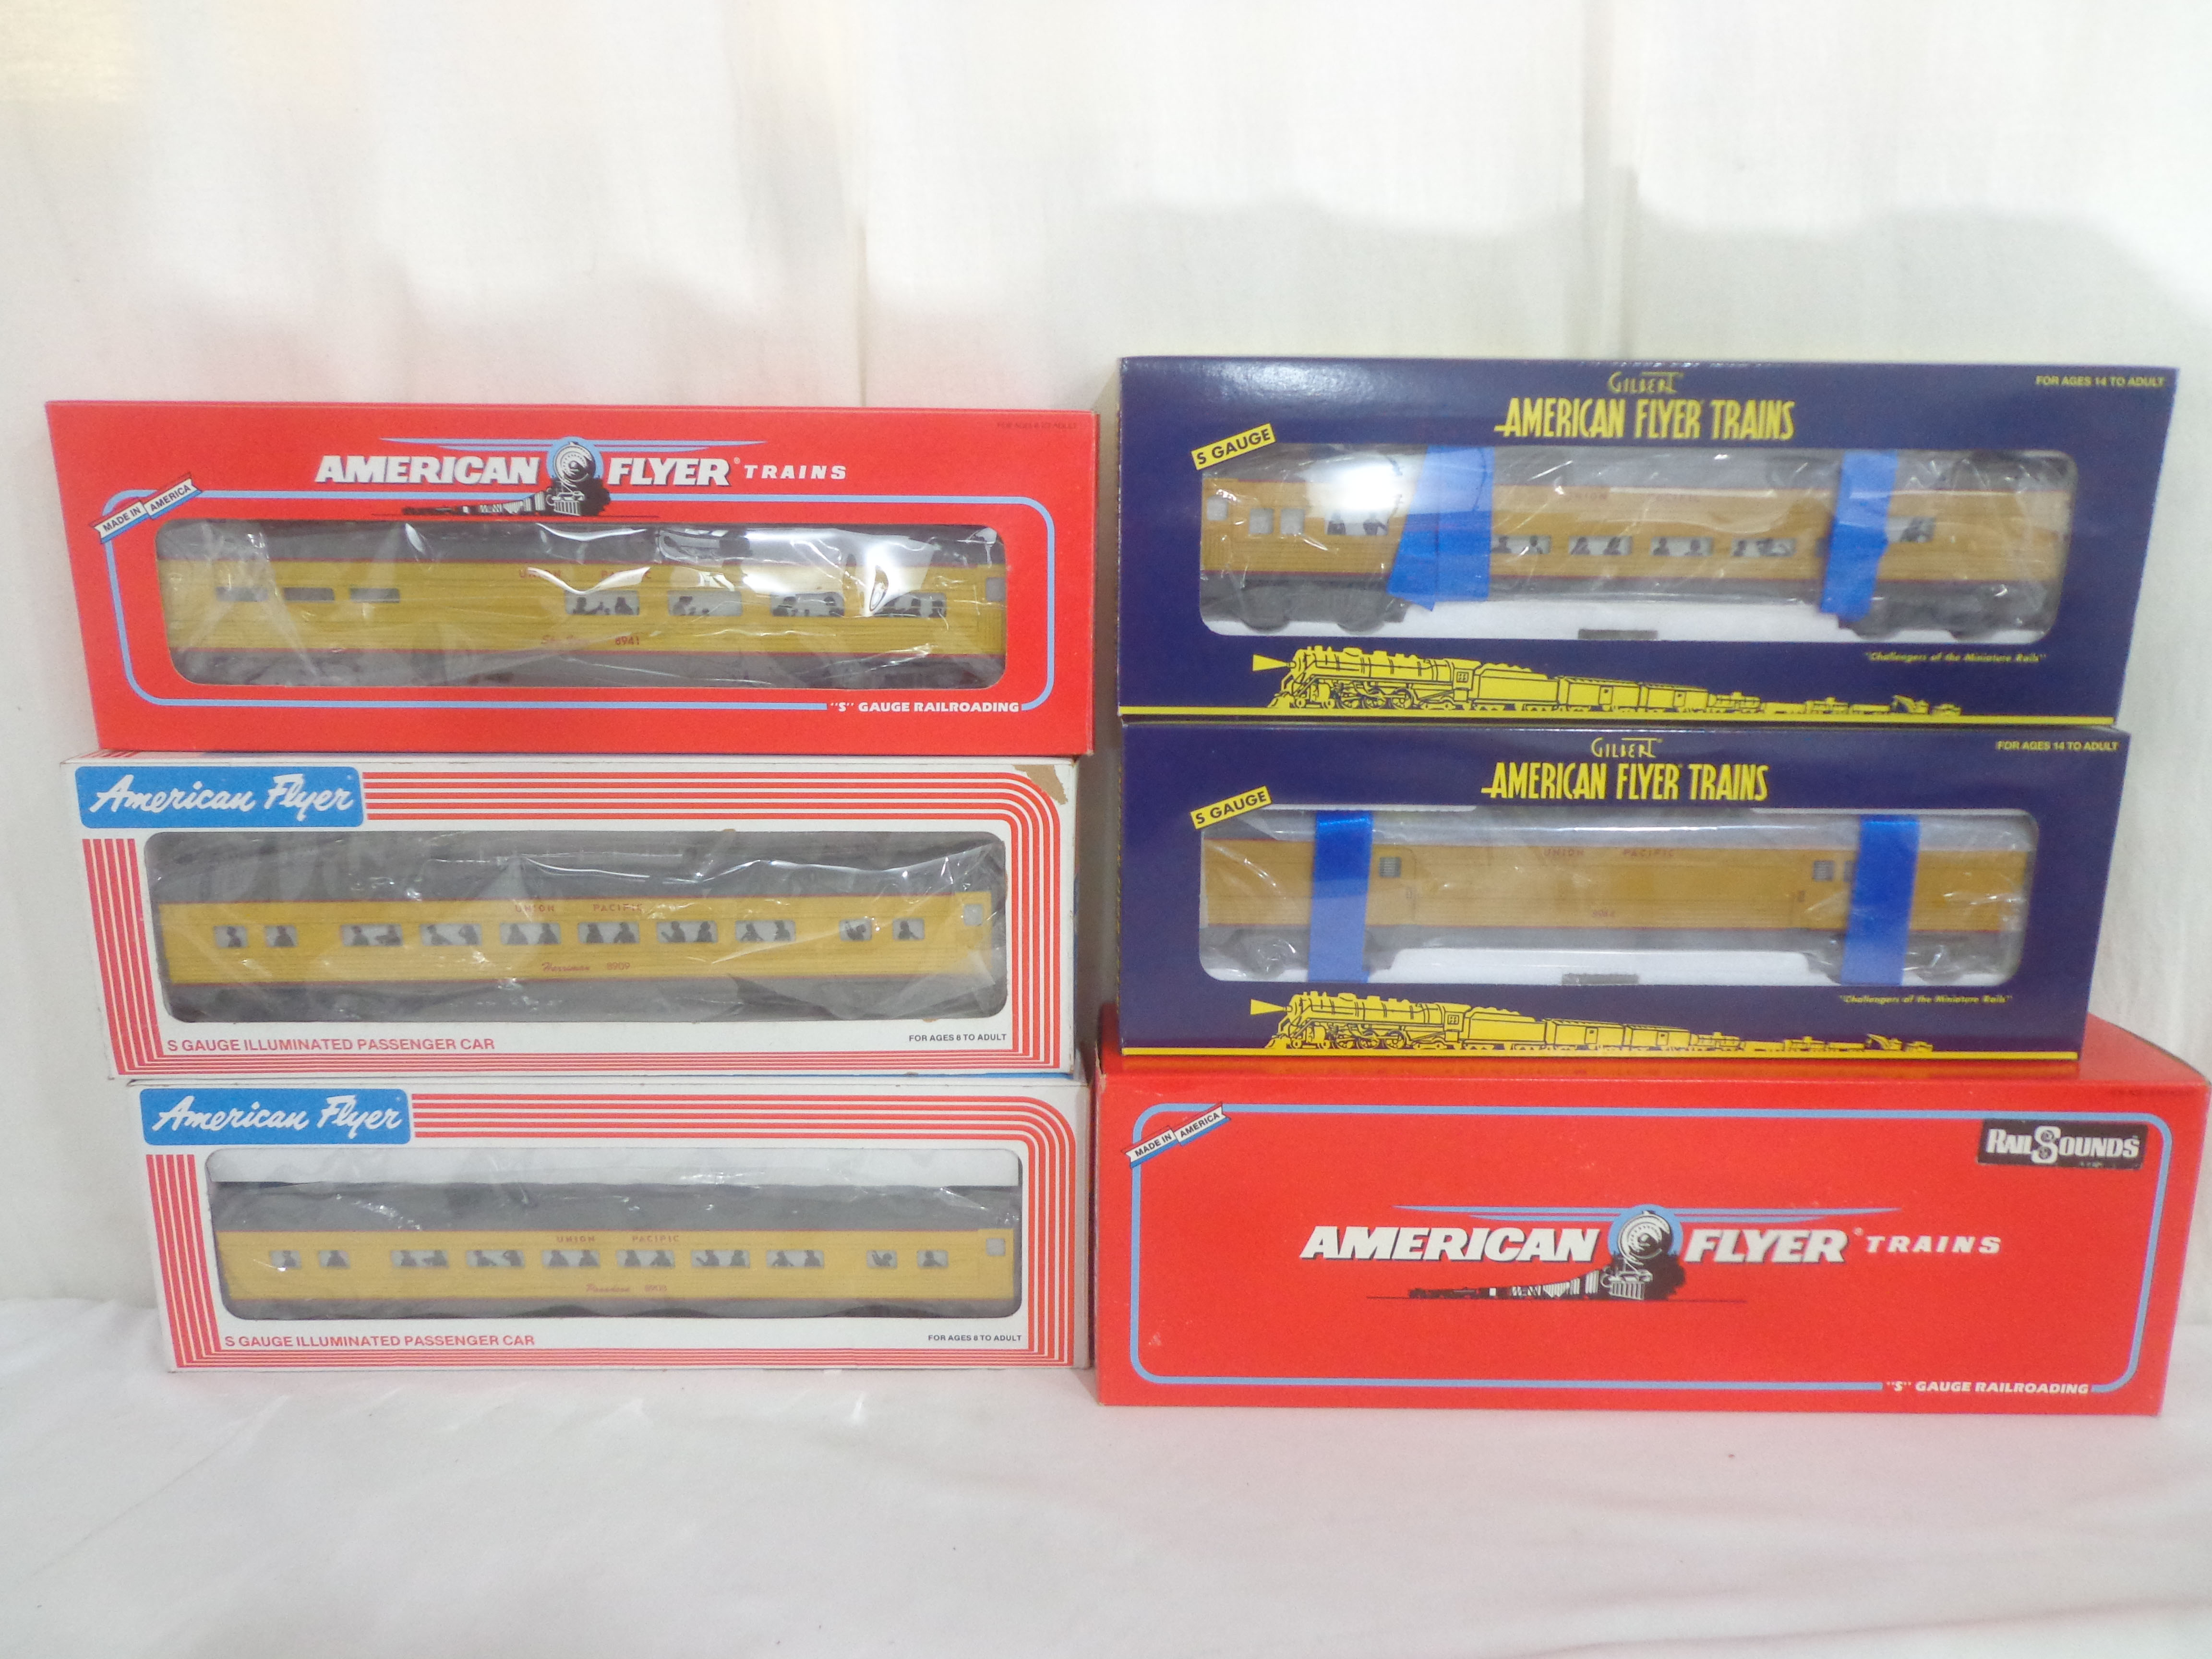 AMERICAN FLYER® TRAINS
MADE IN AMERICA
UNION PACIFIC
8941
"S" GAUGE RAILROADING
American Flyer
UNION PACIFIC
Harriman 8909
S GAUGE ILLUMINATED PASSENGER CAR
FOR AGES 8 TO ADULT
American Flyer
UNION PACIFIC
Pasadena
S GAUGE ILLUMINATED PASSENGER CAR
FOR AGES 8 TO ADULT
GILBERT
FOR AGES 14 TO ADULT
AMERICAN FLYER TRAINS
S GAUGE
UNION PACIFIC
"Challengers of the Miniature Rails"
GILBERT
FOR AGES 14 TO ADULT
AMERICAN FLYER TRAINS
S GAUGE
UNION PACIFIC
"Challengers of the Miniature Rails"
MADE IN AMERICA
RAILSOUNDS
AMERICAN FLYER® TRAINS
"S" GAUGE RAILROADING